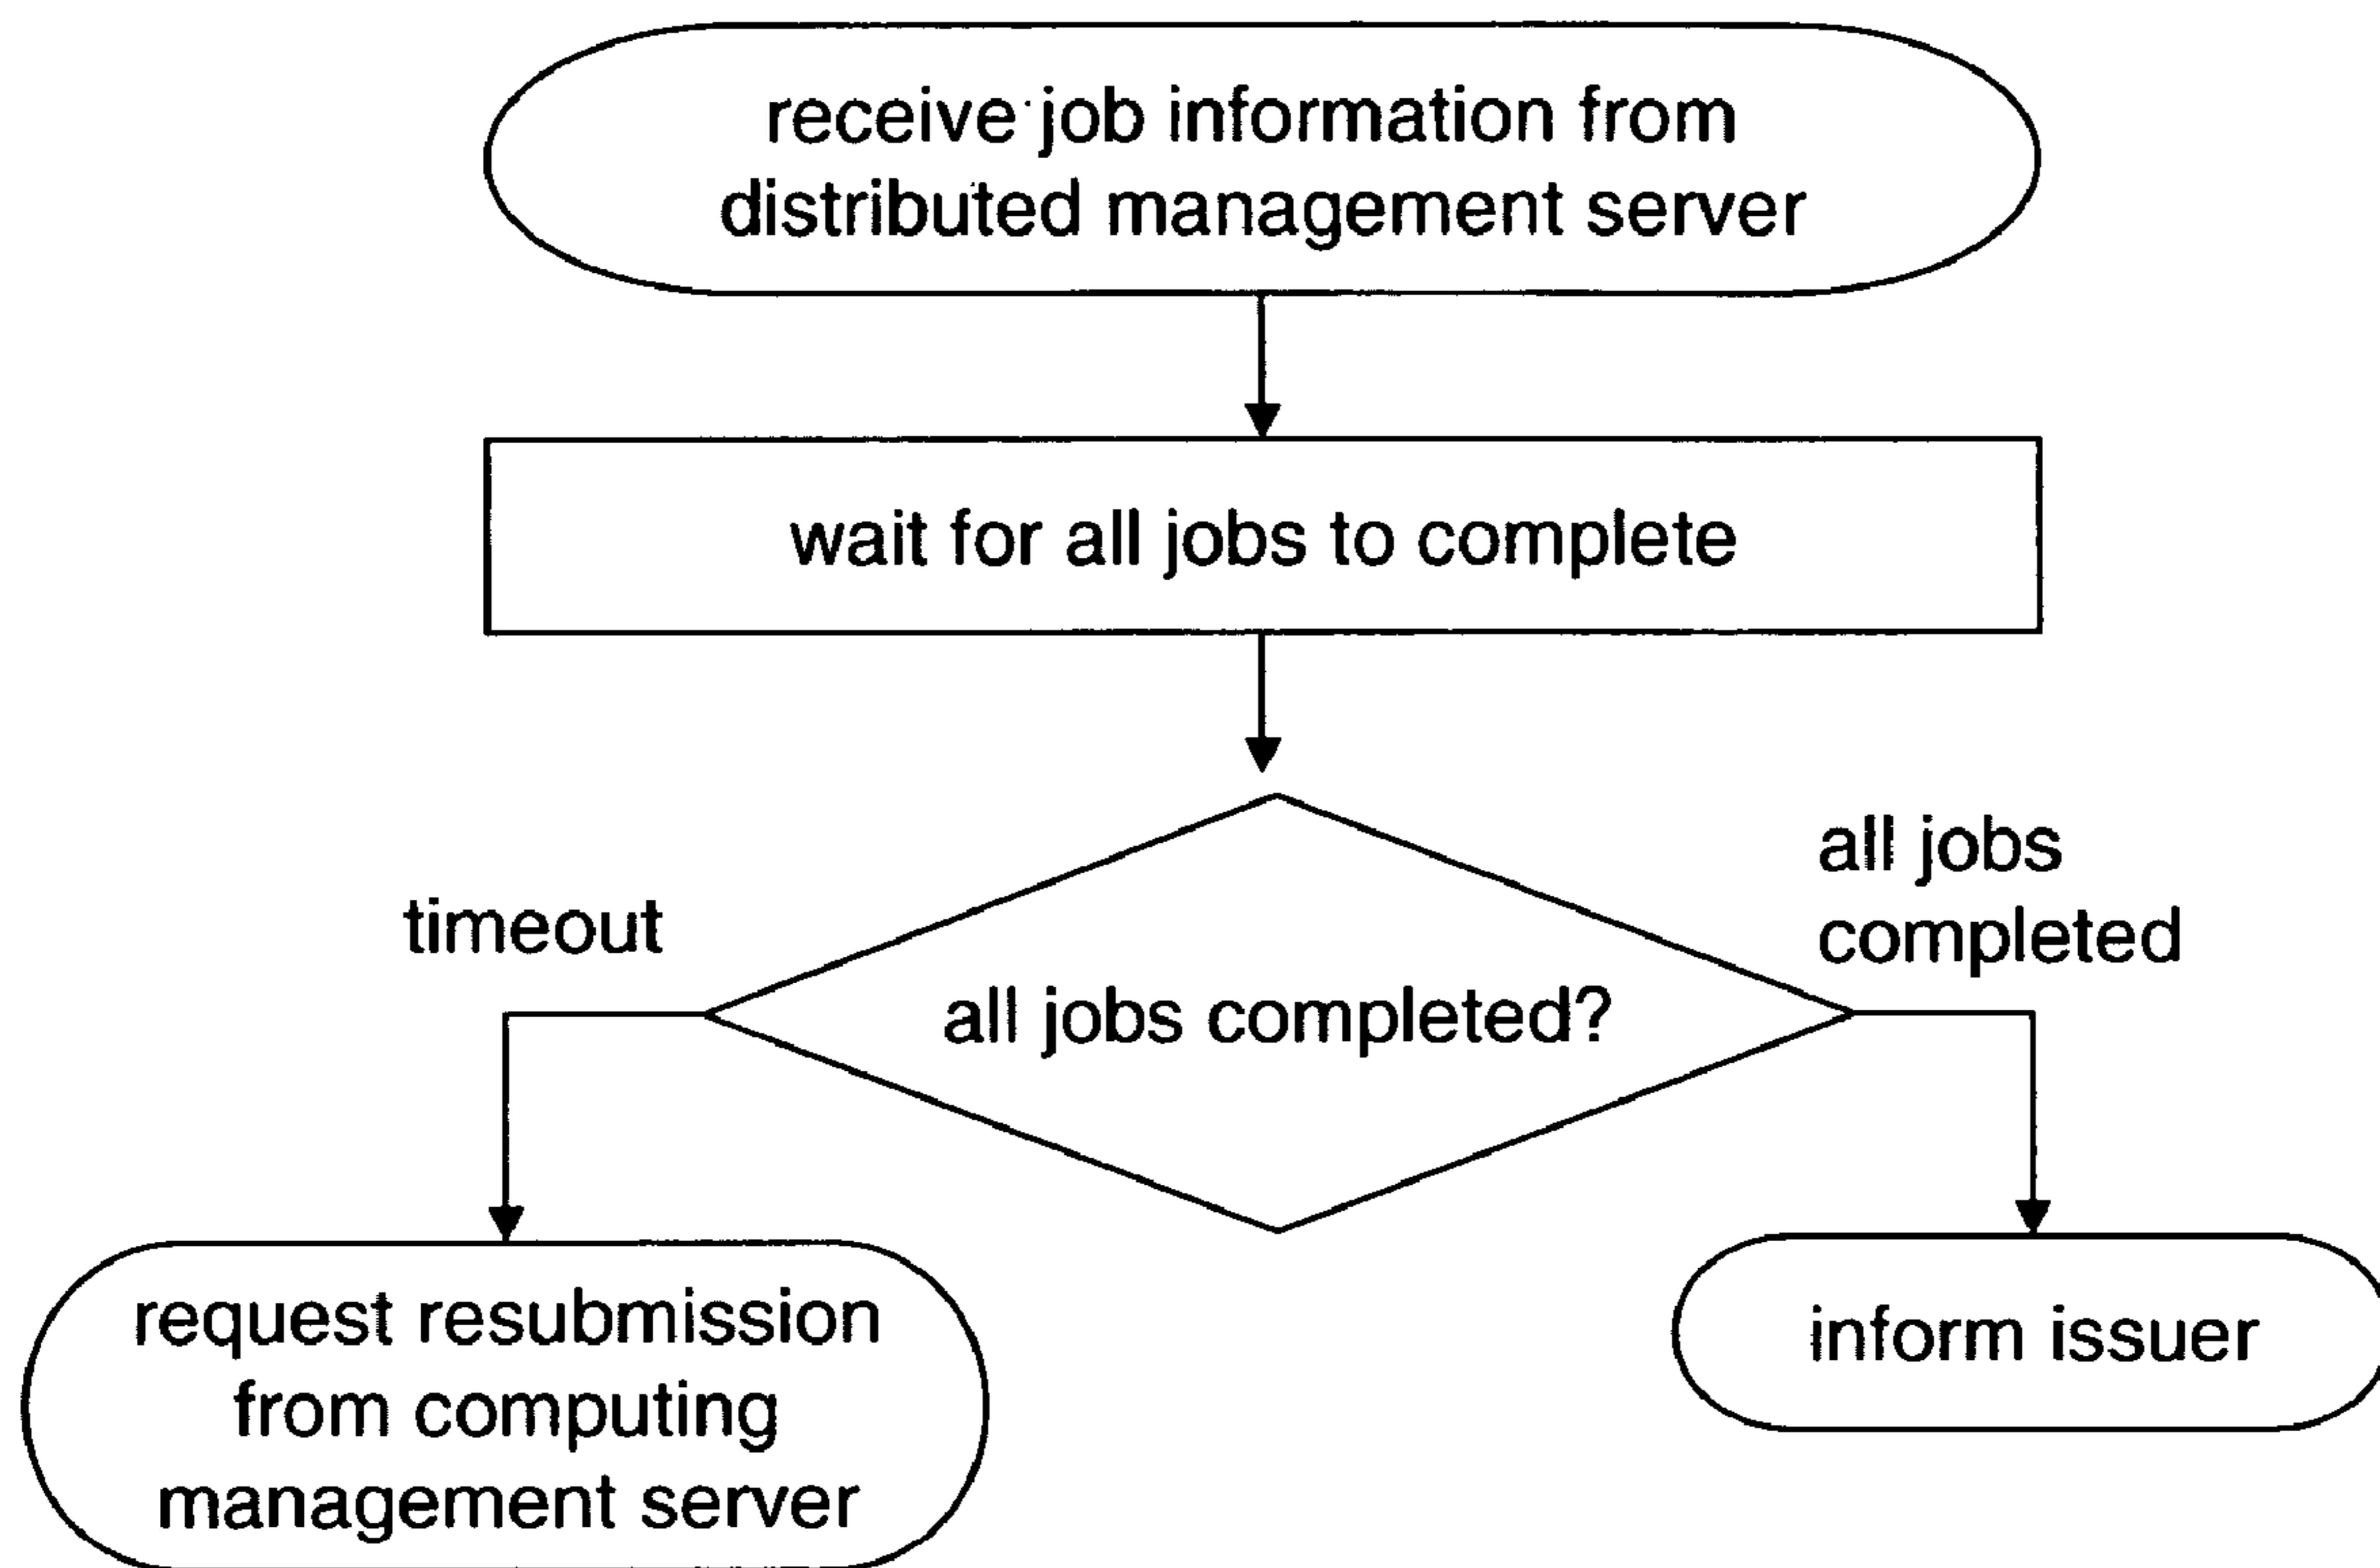 receive job information from
distributed management server
wait for all jobs to complete
all jobs
completed
timeout
all jobs completed?
request resubmission
from computing
management server
inform issuer